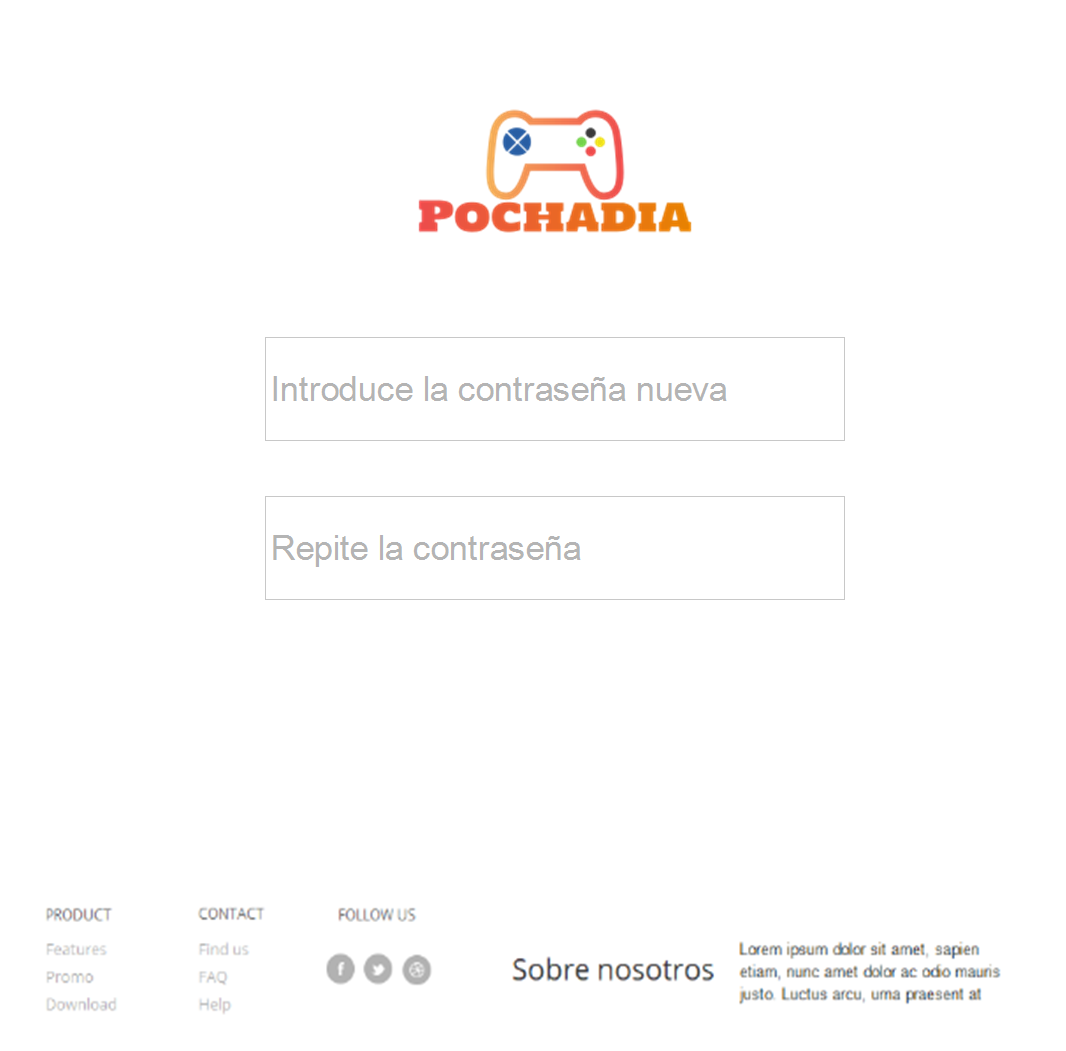 POCHADIA
Introduce la contraseña nueva
Repite la contraseña
PRODUCT
Features
Promo
Download
CONTACT
Find us
FAQ
Help
FOLLOW US
Sobre nosotros
Lorem ipsum dolor sit amet, sapien
etiam, nunc amet dolor ac odio mauris
justo. Luctus arcu, urna praesent at